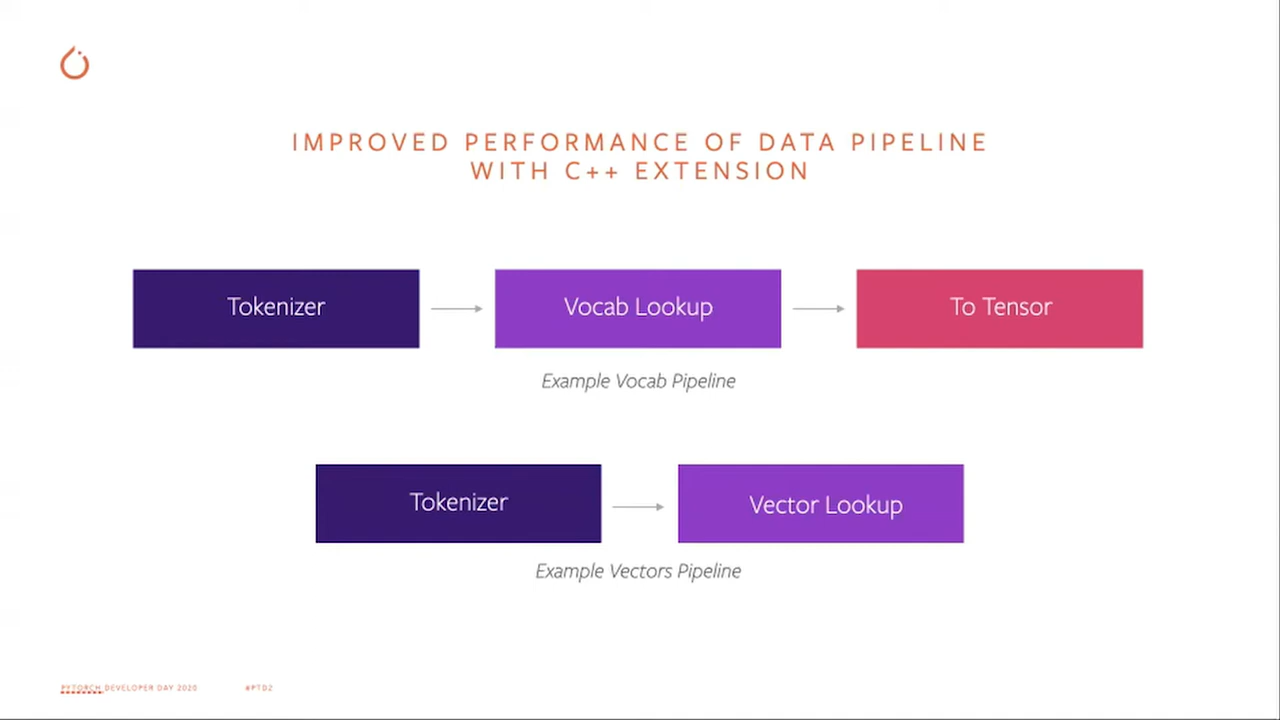 IMPROVED PERFORMANCE OF DATA PIPELINE
WITH C++ EXTENSION
Tokenizer
Vocab Lookup
To Tensor
Example Vocab Pipeline
Tokenizer
Vector Lookup
Example Vectors Pipeline
PYTORCH DEVELOPER DAY 2020
#PTD2